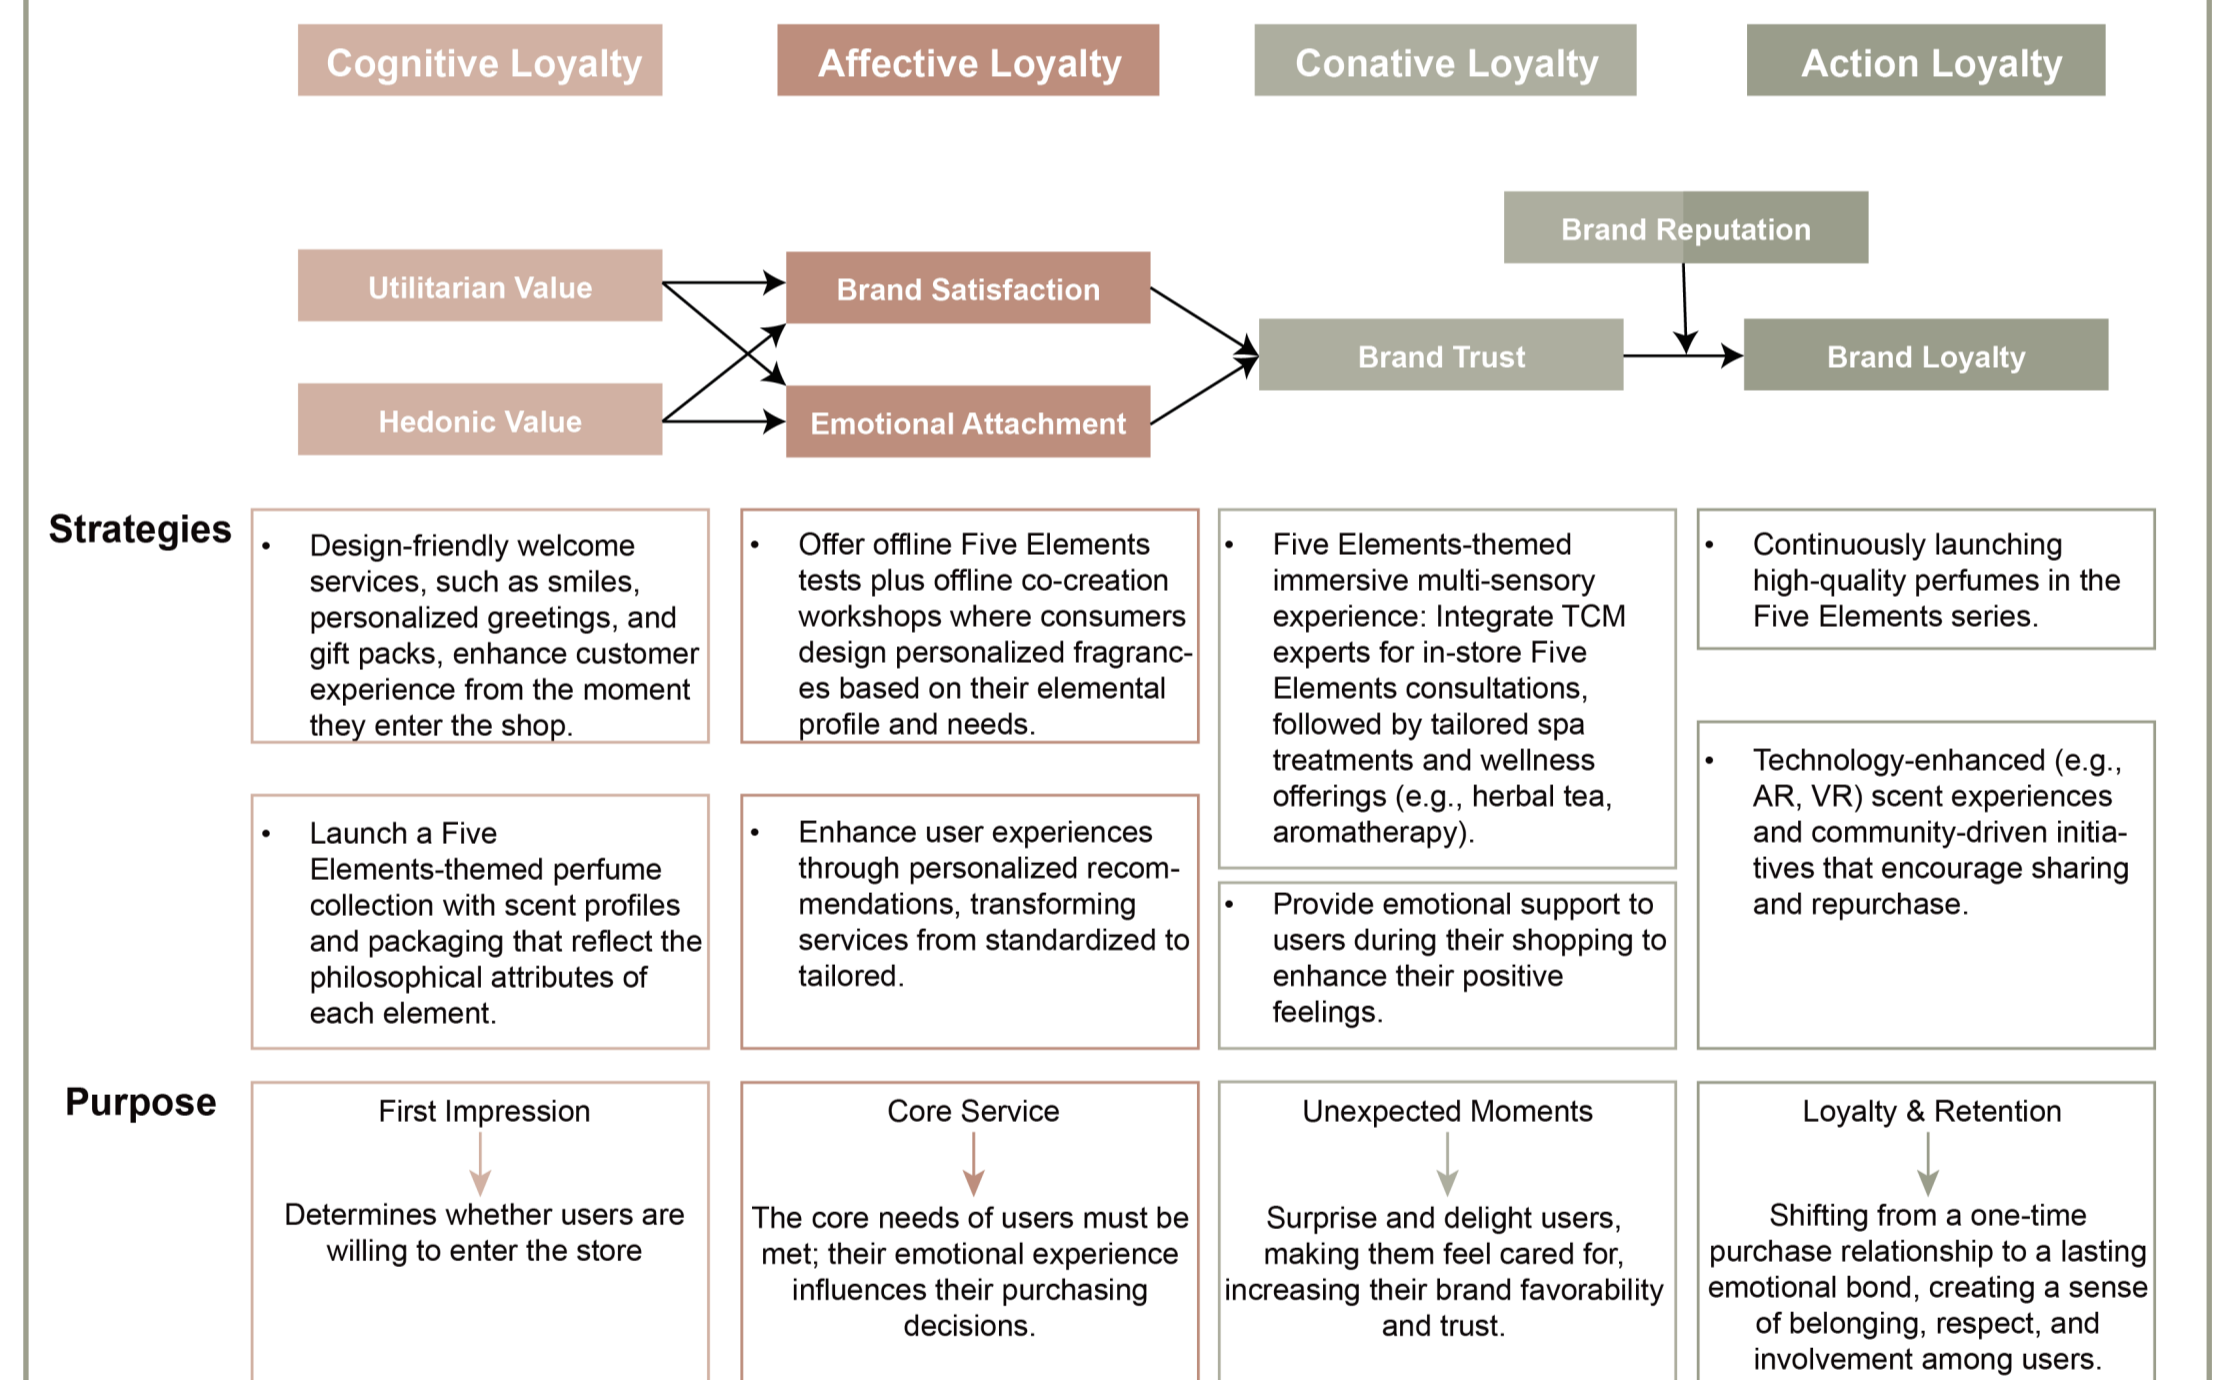 Cognitive Loyalty
Affective Loyalty
Conative Loyalty
Action Loyalty
Brand Reputation
Utilitarian Value
Brand Satisfaction
Brand Trust
Brand Loyalty
Hedonic Value
Emotional Attachment
Strategies
• Design-friendly welcome
services, such as smiles,
personalized greetings, and
gift packs, enhance customer
experience from the moment
they enter the shop.
• Launch a Five
Elements-themed perfume
collection with scent profiles
and packaging that reflect the
philosophical attributes of
each element.
• Offer offline Five Elements
tests plus offline co-creation
workshops where consumers
design personalized fragranc-
es based on their elemental
profile and needs.
• Enhance user experiences
through personalized recom-
mendations, transforming
services from standardized to
tailored.
• Five Elements-themed
immersive multi-sensory
experience: Integrate TCM
experts for in-store Five
Elements consultations,
followed by tailored spa
treatments and wellness
offerings (e.g., herbal tea,
aromatherapy).
• Provide emotional support to
users during their shopping to
enhance their positive
feelings.
• Continuously launching
high-quality perfumes in the
Five Elements series.
• Technology-enhanced (e.g.,
AR, VR) scent experiences
and community-driven initia-
tives that encourage sharing
and repurchase.
Purpose
First Impression
Determines whether users are
willing to enter the store
Core Service
The core needs of users must be
met; their emotional experience
influences their purchasing
decisions.
Unexpected Moments
Surprise and delight users,
making them feel cared for,
increasing their brand favorability
and trust.
Loyalty & Retention
Shifting from a one-time
purchase relationship to a lasting
emotional bond, creating a sense
of belonging, respect, and
involvement among users.